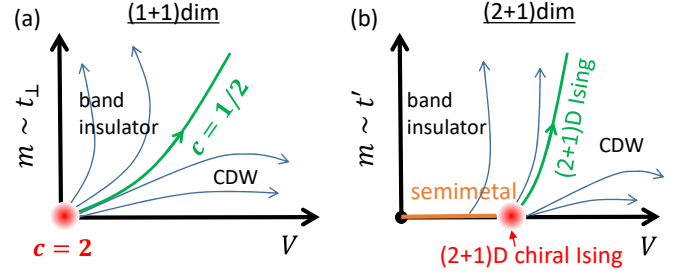 (a)
(1+1)dim
m ~ t⊥
band
insulator
c = 1/2
CDW
c = 2
V
(b)
(2+1)dim
m ~ t′
band
insulator
(2+1)D Ising
CDW
semimetal
V
(2+1)D chiral Ising